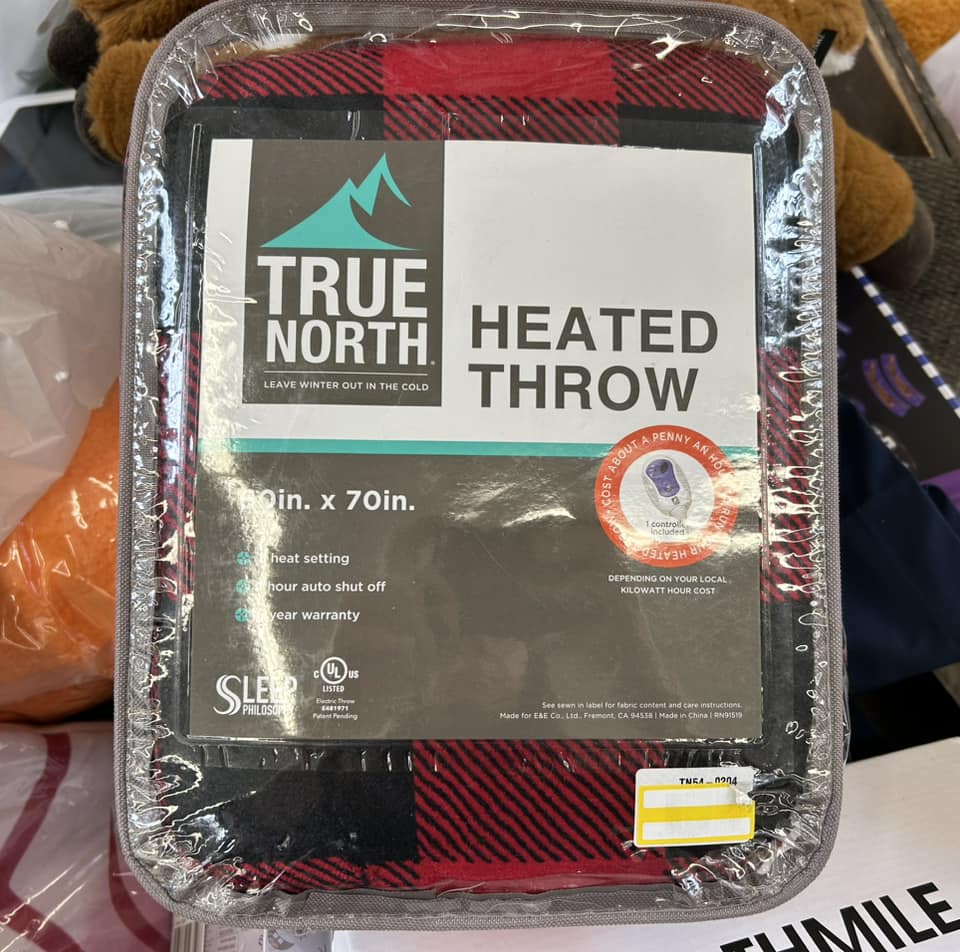 TRUE
NORTH
LEAVE WINTER OUT IN THE COLD
HEATED
THROW
COST ABOUT A PENNY AN HOUR
1 controller
included
YOUR HEATED
in. x 70in.
heat setting
hour auto shut off
year warranty
DEPENDING ON YOUR LOCAL
KILOWATT HOUR COST
SLEEP
PHILOSOPHY
C UL US
LISTED
Electric Throw
E481971
Patent Pending
See sewn in label for fabric content and care instructions.
Made for E&E Co., Ltd., Fremont, CA 94538 | Made in China | RN91519
TN54-0204
THMILE